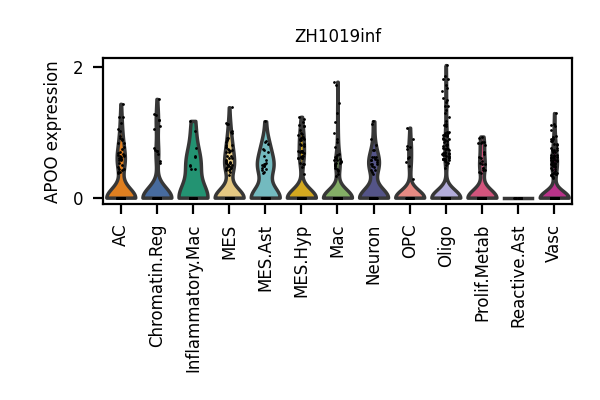 ZH1019inf
APOO expression
2
0
AC
Chromatin.Reg
Inflammatory.Mac
MES
MES.Ast
MES.Hyp
Mac
Neuron
OPC
Oligo
Prolif.Metab
Reactive.Ast
Vasc